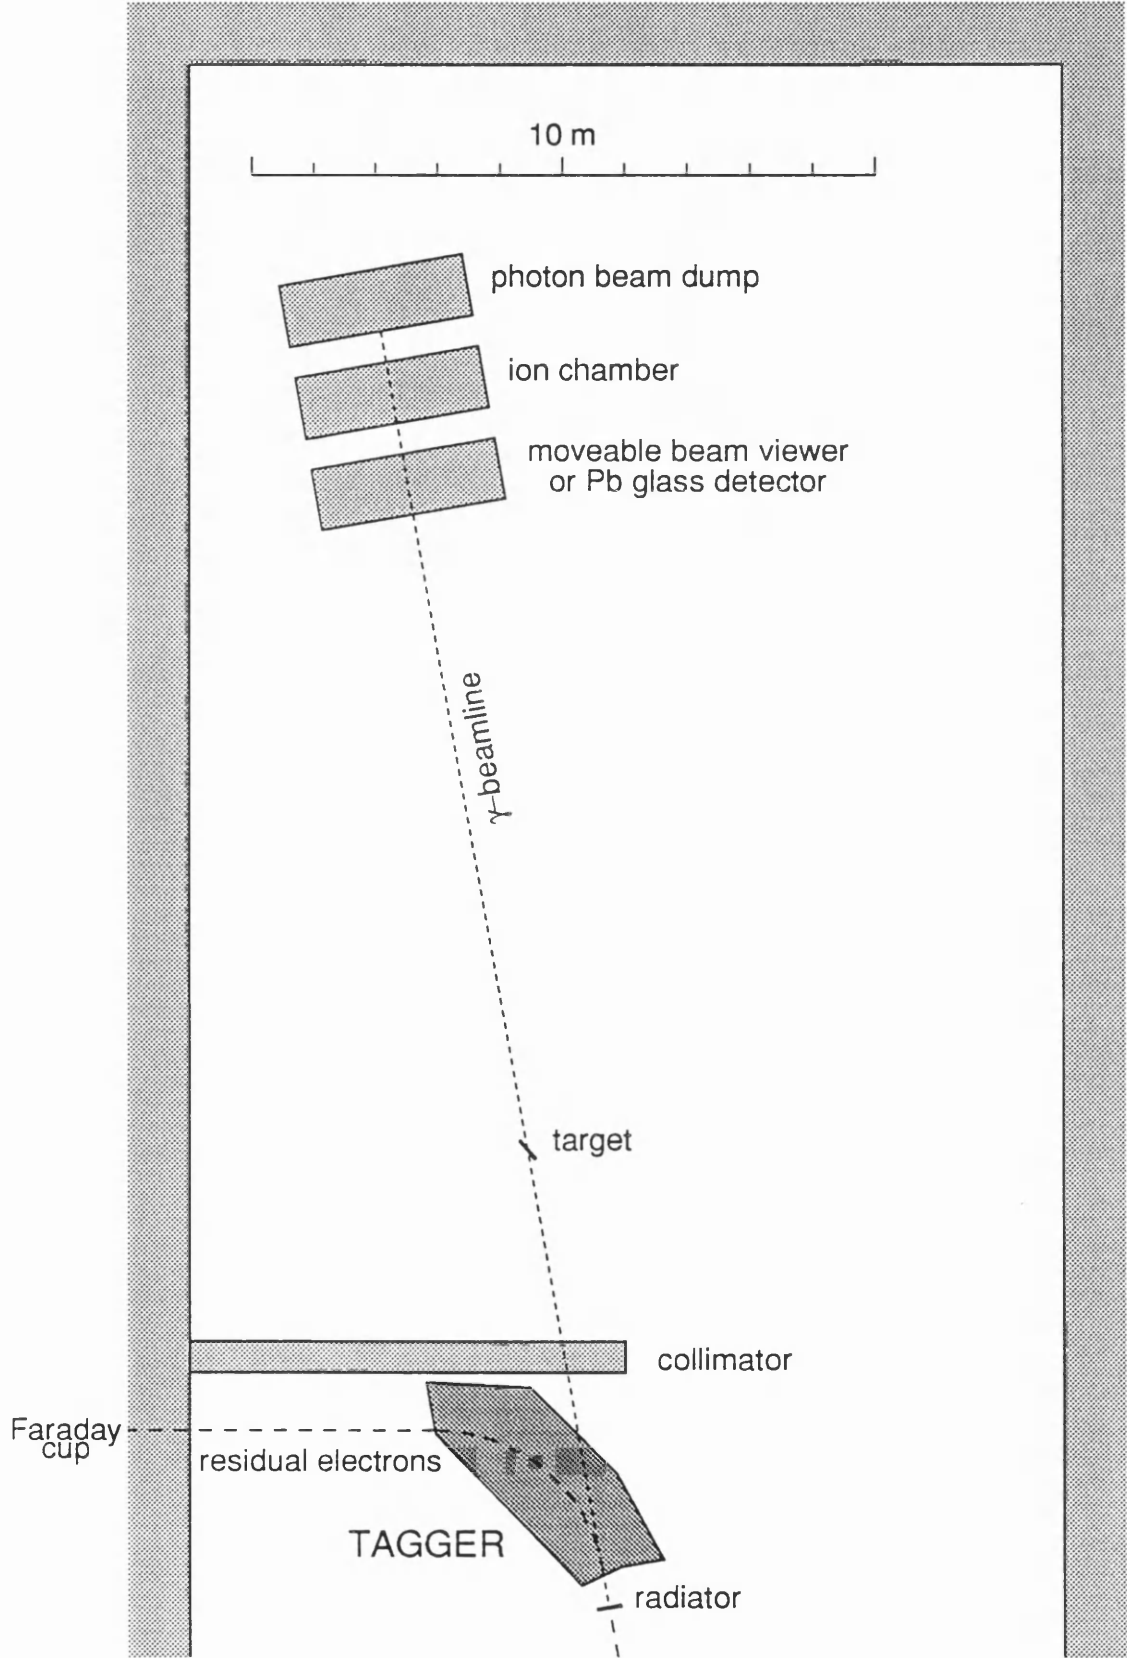 10 m
photon beam dump
ion chamber
moveable beam viewer
or Pb glass detector
γ-beamline
target
collimator
Faraday
cup
residual electrons
TAGGER
radiator